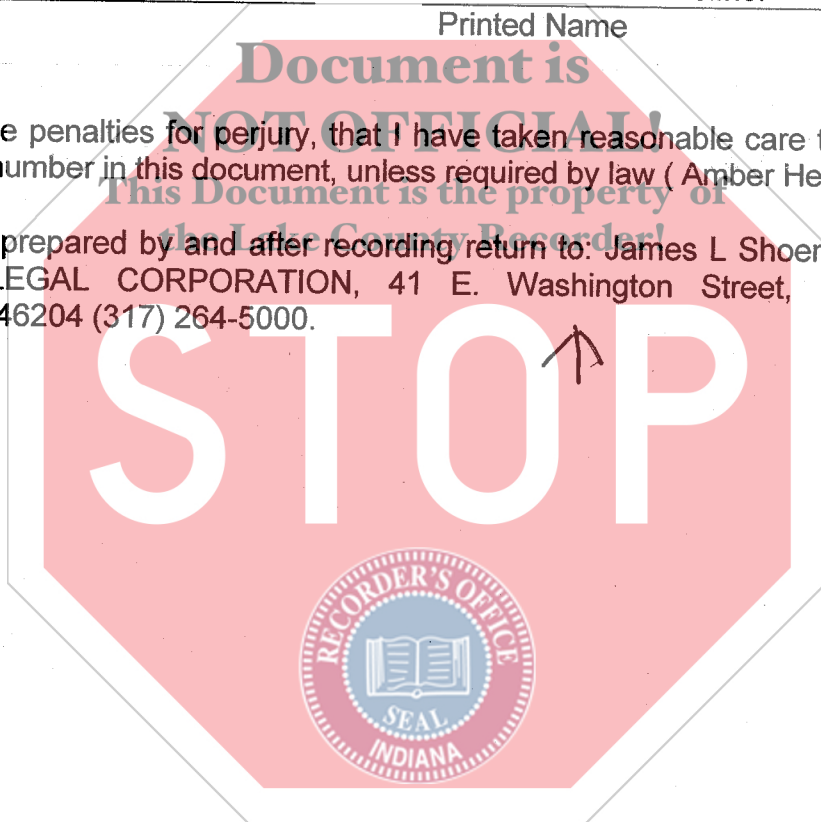 Printed Name
Document is
NOT OFFICIAL!
e penalties for perjury, that I have taken reasonable care t
number in this document, unless required by law ( Amber He
This Document is the property of
the Lake County Recorder!
prepared by and after recording return to: James L Shoer
LEGAL CORPORATION, 41 E. Washington Street,
46204 (317) 264-5000.
STOP
RECORDER'S OFFICE
SEAL
INDIANA